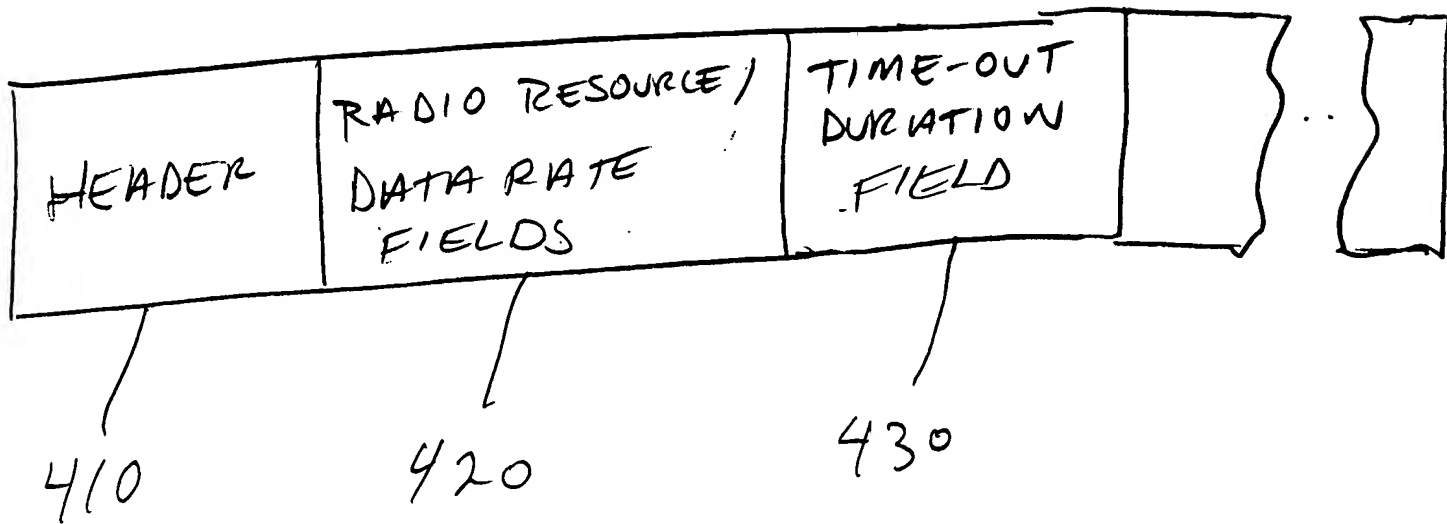 HEADER
RADIO RESOURCE/
DATA RATE
FIELDS
TIME-OUT
DURATION
FIELD
..
410
420
430